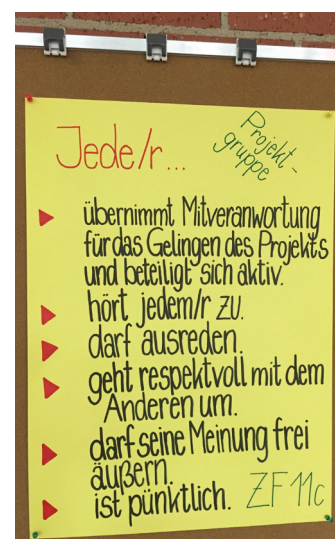 Jede/r...
Projekt-
gruppe
übernimmt Mitveranwortung
für das Gelingen des Projekts
und beteiligt sich aktiv.
hört jedem/r zu.
darf ausreden.
geht respektvoll mit dem
Anderen um.
darf seine Meinung frei
äußern.
ist pünktlich.
ZF 11c